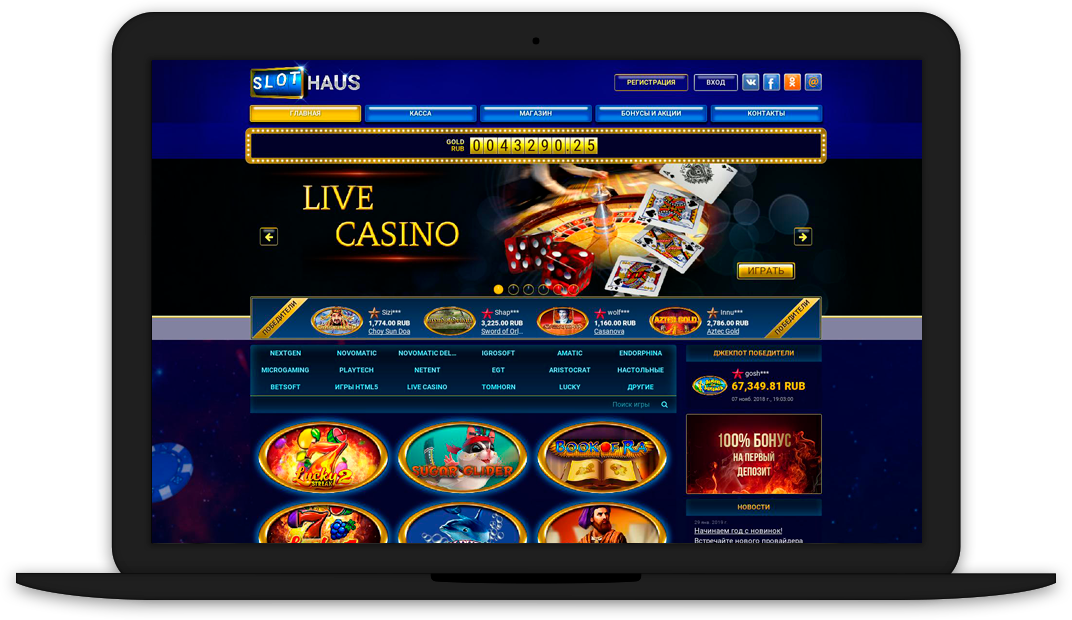 SLOT HAUS
РЕГИСТРАЦИЯ ВХОД
ГЛАВНАЯ КАССА МАГАЗИН БОНУСЫ И АКЦИИ КОНТАКТЫ
GOLD
RUB
0043290.25
LIVE
CASINO
ИГРАТЬ
ПОБЕДИТЕЛИ
Sizi***
1,774.00 RUB
Choy Sun Doa
Shap***
3,225.00 RUB
Sword of Orl...
wolf***
1,160.00 RUB
Casanova
AZTEC GOLD
Innu***
2,786.00 RUB
Aztec Gold
ПОБЕДИТЕЛИ
NEXTGEN NOVOMATIC NOVOMATIC DEL... IGROSOFT AMATIC ENDORPHINA
MICROGAMING PLAYTECH NETENT EGT ARISTOCRAT НАСТОЛЬНЫЕ
BETSOFT ИГРЫ HTML5 LIVE CASINO TOMHORN LUCKY ДРУГИЕ
Поиск игры
ДЖЕКПОТ ПОБЕДИТЕЛИ
gosh***
67,349.81 RUB
07 нояб. 2018 г., 19:03:00
100% БОНУС
НА ПЕРВЫЙ
ДЕПОЗИТ
НОВОСТИ
29 янв. 2019 г.
Начинаем год с новинок!
Встречайте нового провайдера
7
Lucky 2
STREAK
SUGAR GLIDER
BOOK OF RA
7